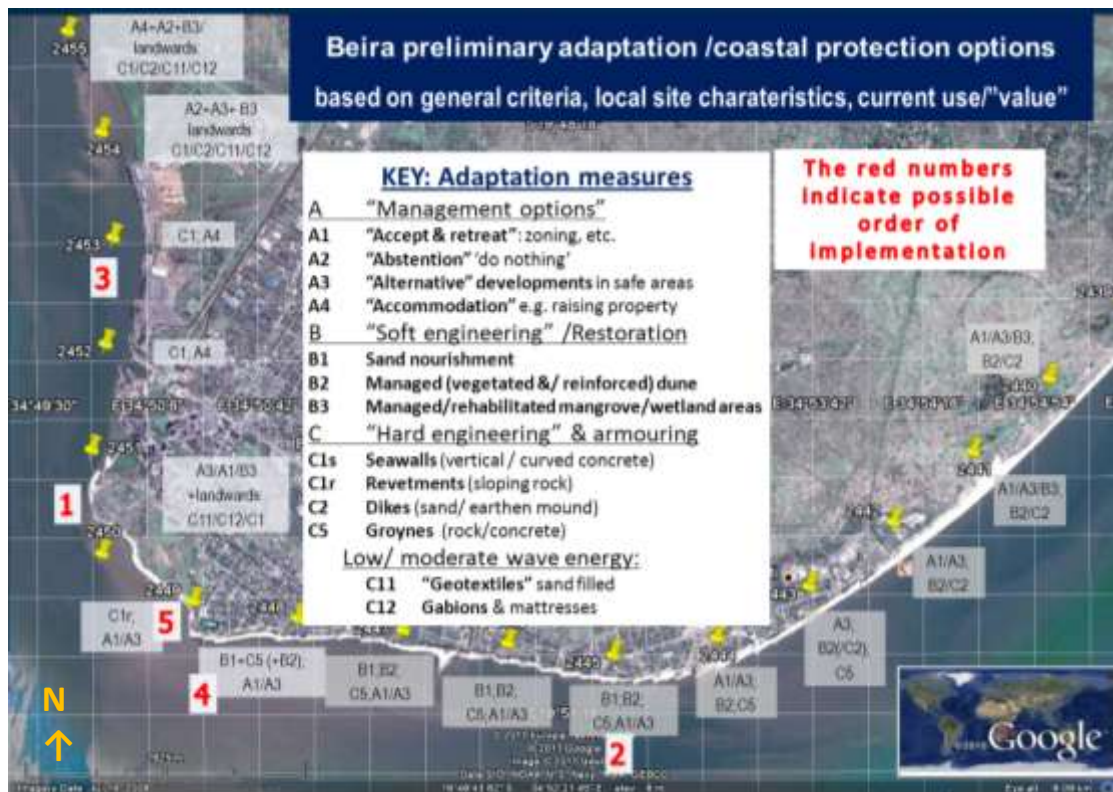 Beira preliminary adaptation /coastal protection options
based on general criteria, local site charateristics, current use/"value"
The red numbers
indicate possible
order of
implementation
KEY: Adaptation measures
A "Management options"
A1 "Accept & retreat": zoning, etc.
A2 "Abstention" 'do nothing'
A3 "Alternative" developments in safe areas
A4 "Accommodation" e.g. raising property
B "Soft engineering" /Restoration
B1 Sand nourishment
B2 Managed (vegetated &/ reinforced) dune
B3 Managed/rehabilitated mangrove/wetland areas
C "Hard engineering" & armouring
C1s Seawalls (vertical / curved concrete)
C1r Revetments (sloping rock)
C2 Dikes (sand/ earthen mound)
C5 Groynes (rock/concrete)
Low/ moderate wave energy:
C11 "Geotextiles" sand filled
C12 Gabions & mattresses
2455
A4+A2+B3/
landwards
C1/C2/C11/C12
2454
A2+A3+ B3
landwards
C1/C2/C11/C12
2453
C1; A4
3
2452
C1; A4
A3/A1/B3
+landwards
C11/C12/C1
1
2450
C1r,
A1/A3
5
B1+C5 (+B2),
A1/A3
4
B1;B2;
C5;A1/A3
B1;B2;
C5;A1/A3
B1;B2;
C5;A1/A3
2
A1/A3;
B2;C5
A3,
B2(/C2),
C5
A1/A3;
B2/C2
A1/A3/B3;
B2/C2
A1/A3/B3;
B2/C2
N
Google